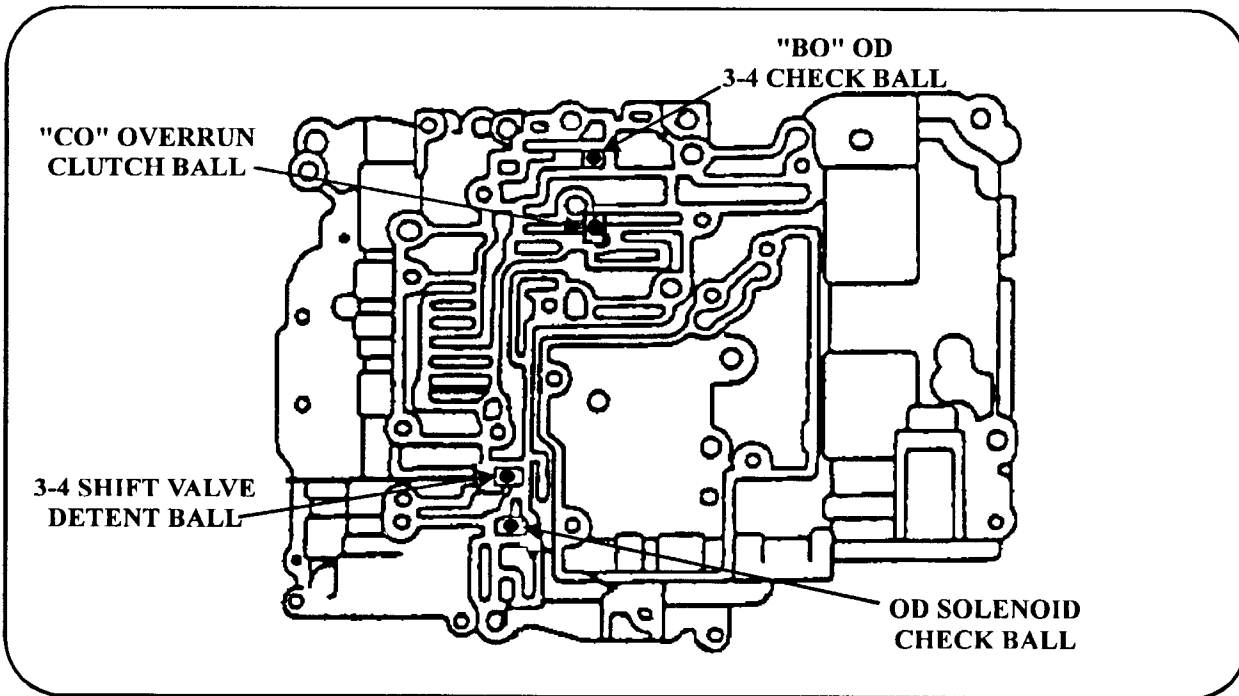 "BO" OD
3-4 CHECK BALL
"CO" OVERRUN
CLUTCH BALL
3-4 SHIFT VALVE
DETENT BALL
OD SOLENOID
CHECK BALL